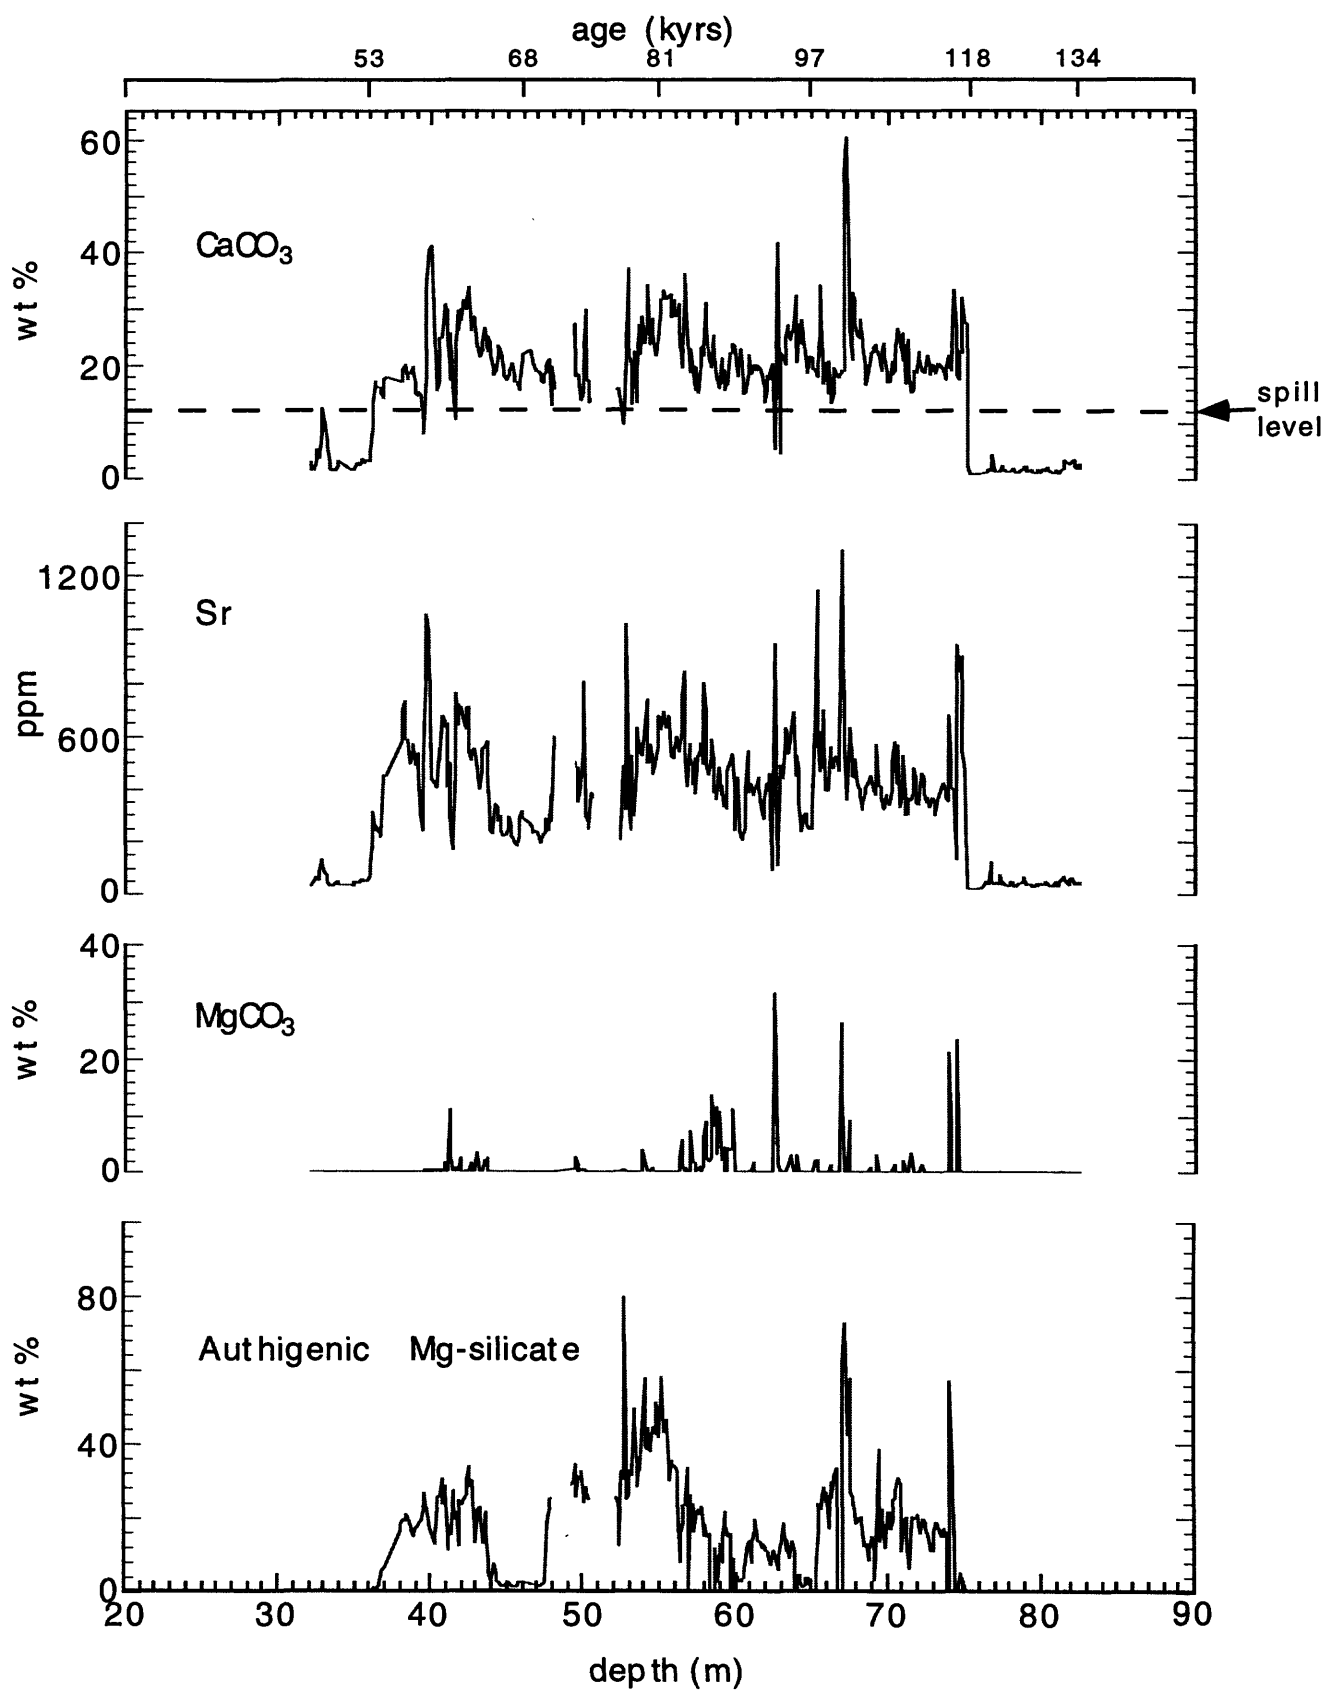 age (kyrs)
53 68 81 97 118 134
60
CaCO3
40
wt %
20
spill
level
0
1200
Sr
ppm
600
0
40
MgCO3
wt %
20
0
80
Authigenic Mg-silicate
wt %
40
0
20 30 40 50 60 70 80 90
depth (m)